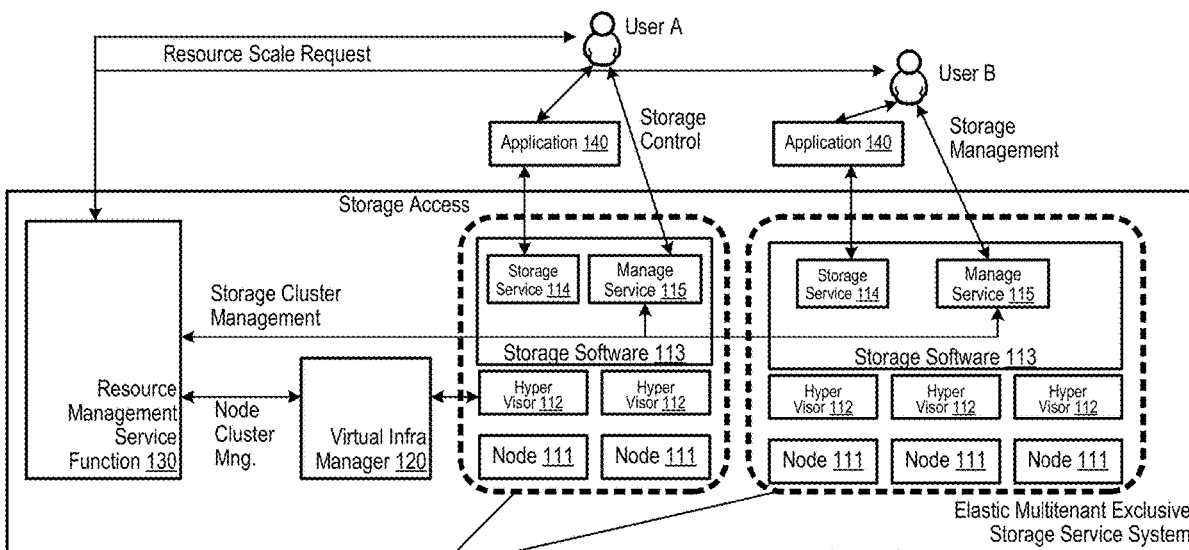 User A
Resource Scale Request
User B
Application 140
Storage
Control
Application 140
Storage
Management
Storage Access
Storage
Service 114
Manage
Service 115
Storage
Service 114
Manage
Service 115
Storage Cluster
Management
Storage Software 113
Storage Software 113
Resource
Management
Service
Function 130
Node
Cluster
Mng.
Virtual Infra
Manager 120
Hyper
Visor 112
Hyper
Visor 112
Hyper
Visor 112
Hyper
Visor 112
Hyper
Visor 112
Node 111
Node 111
Node 111
Node 111
Node 111
Elastic Multitenant Exclusive
Storage Service System